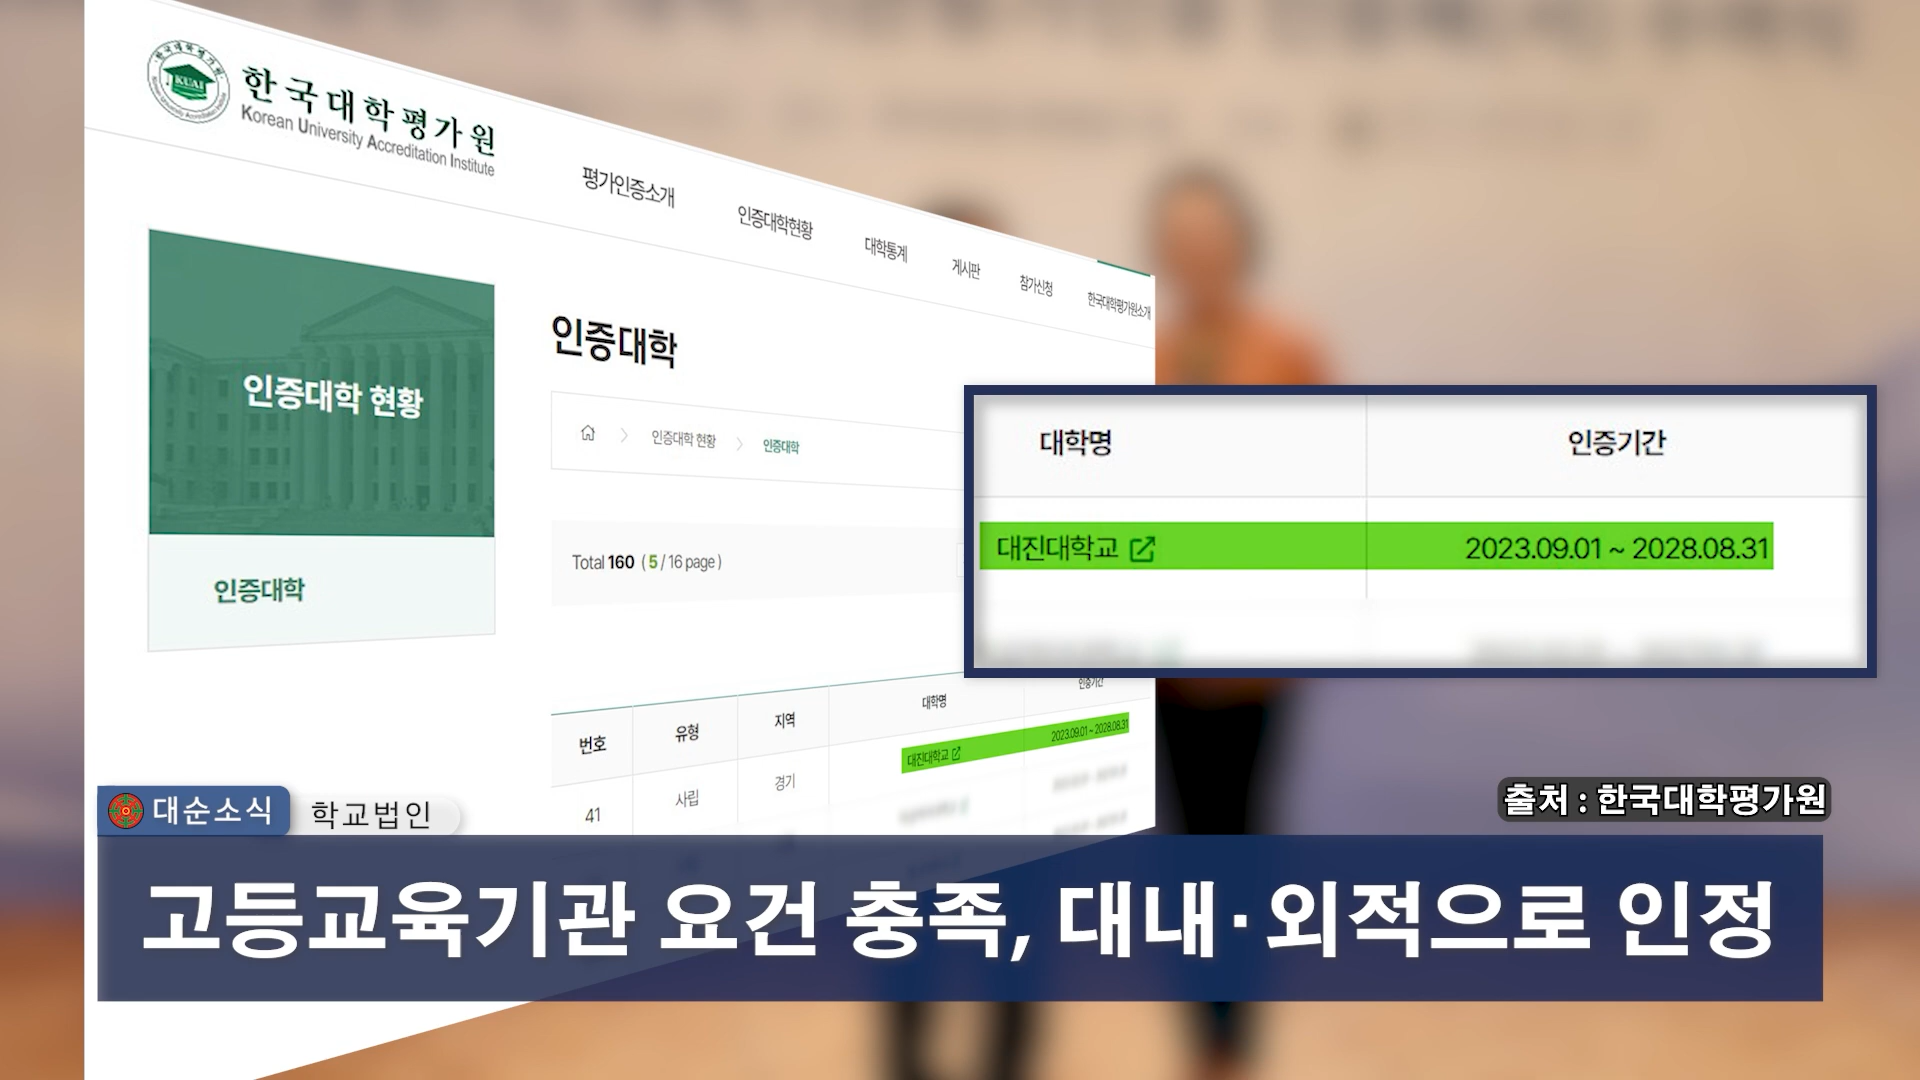 한국대학평가원
KUAI
한국대학평가원
Korean University Accreditation Institute
평가인증소개
인증대학현황
대학통계
게시판
참가신청
한국대학평가원소개
인증대학 현황
인증대학
인증대학
인증대학 현황
인증대학
Total 160 ( 5 / 16 page )
대학명 인증기간
대진대학교 2023.09.01 ~ 2028.08.31
번호 유형 지역 대학명 인증기간
41 사립 경기 대진대학교 2023.09.01 ~ 2028.08.31
대순소식 학교법인
출처 : 한국대학평가원
고등교육기관 요건 충족, 대내·외적으로 인정